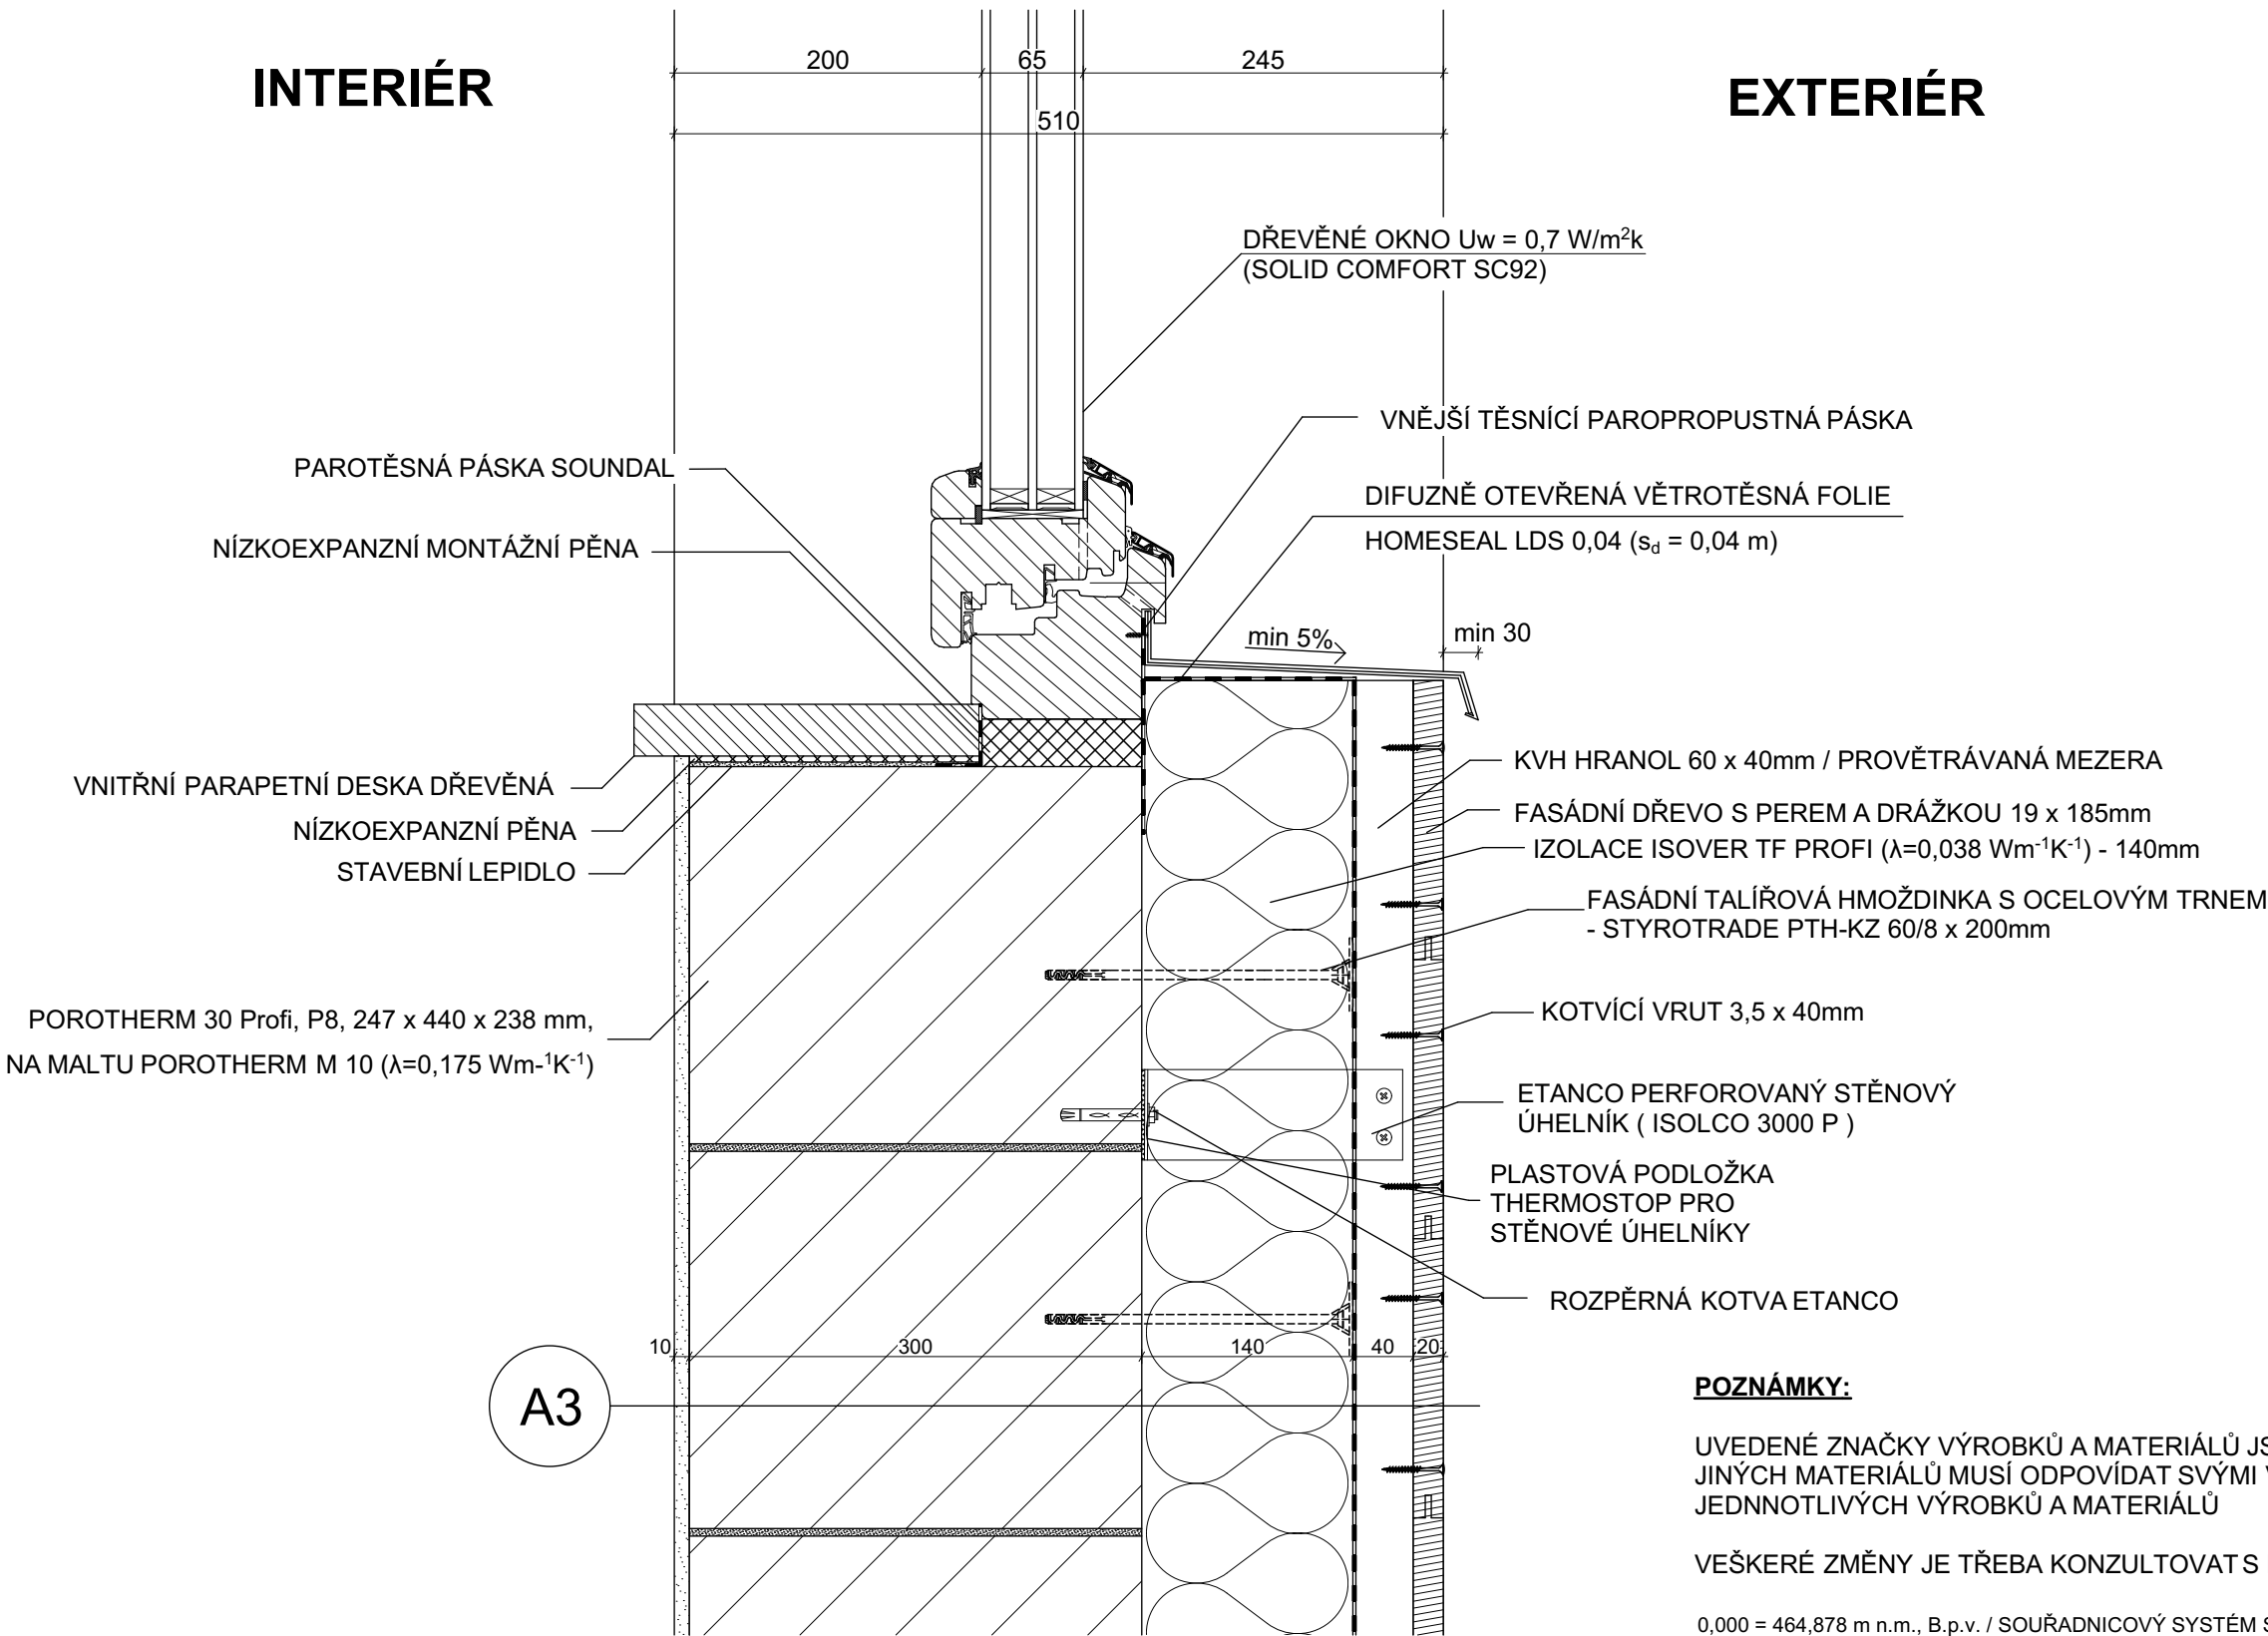 200
65
245
INTERIÉR
EXTERIÉR
510
DŘEVĚNÉ OKNO Uw = 0,7 W/m²k
(SOLID COMFORT SC92)
VNĚJŠÍ TĚSNÍCÍ PAROPROPUSTNÁ PÁSKA
PAROTĚSNÁ PÁSKA SOUNDAL
DIFUZNĚ OTEVŘENÁ VĚTROTĚSNÁ FOLIE
HOMESEAL LDS 0,04 (sd = 0,04 m)
NÍZKOEXPANZNÍ MONTÁŽNÍ PĚNA
min 5%
min 30
KVH HRANOL 60 x 40mm / PROVĚTRÁVANÁ MEZERA
VNITŘNÍ PARAPETNÍ DESKA DŘEVĚNÁ
FASÁDNÍ DŘEVO S PEREM A DRÁŽKOU 19 x 185mm
NÍZKOEXPANZNÍ PĚNA
IZOLACE ISOVER TF PROFI (λ=0,038 Wm⁻¹K⁻¹) - 140mm
STAVEBNÍ LEPIDLO
FASÁDNÍ TALÍŘOVÁ HMOŽDINKA S OCELOVÝM TRNEM
- STYROTRADE PTH-KZ 60/8 x 200mm
KOTVÍCÍ VRUT 3,5 x 40mm
POROTHERM 30 Profi, P8, 247 x 440 x 238 mm,
NA MALTU POROTHERM M 10 (λ=0,175 Wm-¹K⁻¹)
ETANCO PERFOROVANÝ STĚNOVÝ
ÚHELNÍK ( ISOLCO 3000 P )
PLASTOVÁ PODLOŽKA
THERMOSTOP PRO
STĚNOVÉ ÚHELNÍKY
ROZPĚRNÁ KOTVA ETANCO
10
300
140
40
20
A3
POZNÁMKY:
UVEDENÉ ZNAČKY VÝROBKŮ A MATERIÁLŮ
JINÝCH MATERIÁLŮ MUSÍ ODPOVÍDAT SVÝMI
JEDNNOTLIVÝCH VÝROBKŮ A MATERIÁLŮ
VEŠKERÉ ZMĚNY JE TŘEBA KONZULTOVAT S
0,000 = 464,878 m n.m., B.p.v. / SOUŘADNICOVÝ SYSTÉM